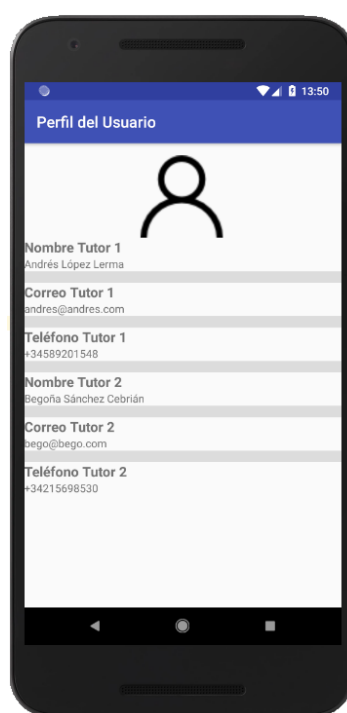 13:50
Perfil del Usuario
Nombre Tutor 1
Andrés López Lerma
Correo Tutor 1
andres@andres.com
Teléfono Tutor 1
+34589201548
Nombre Tutor 2
Begoña Sánchez Cebrián
Correo Tutor 2
bego@bego.com
Teléfono Tutor 2
+34215698530